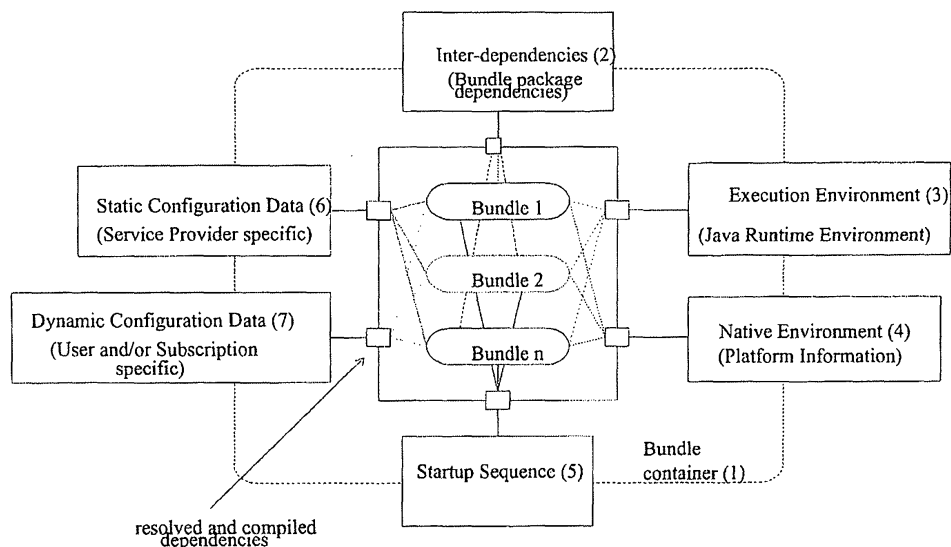 Inter-dependencies (2)
(Bundle package
dependencies)
Static Configuration Data (6)
(Service Provider specific)
Execution Environment (3)
(Java Runtime Environment)
Bundle 1
Bundle 2
Bundle n
Dynamic Configuration Data (7)
(User and/or Subscription
specific)
Native Environment (4)
(Platform Information)
Startup Sequence (5)
Bundle
container (1)
resolved and compiled
dependencies